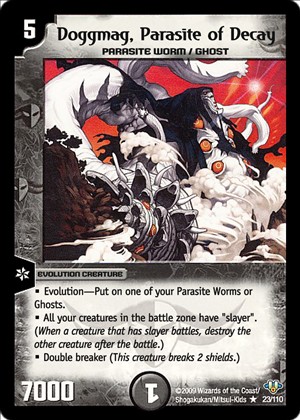 5 Doggmag, Parasite of Decay
PARASITE WORM / GHOST
EVOLUTION CREATURE
▪ Evolution—Put on one of your Parasite Worms or
Ghosts.
▪ All your creatures in the battle zone have "slayer".
(When a creature that has slayer battles, destroy the
other creature after the battle.)
▪ Double breaker (This creature breaks 2 shields.)
7000
1
©2009 Wizards of the Coast/
Shogakukan/Mitsui-Kids ★ 23/110